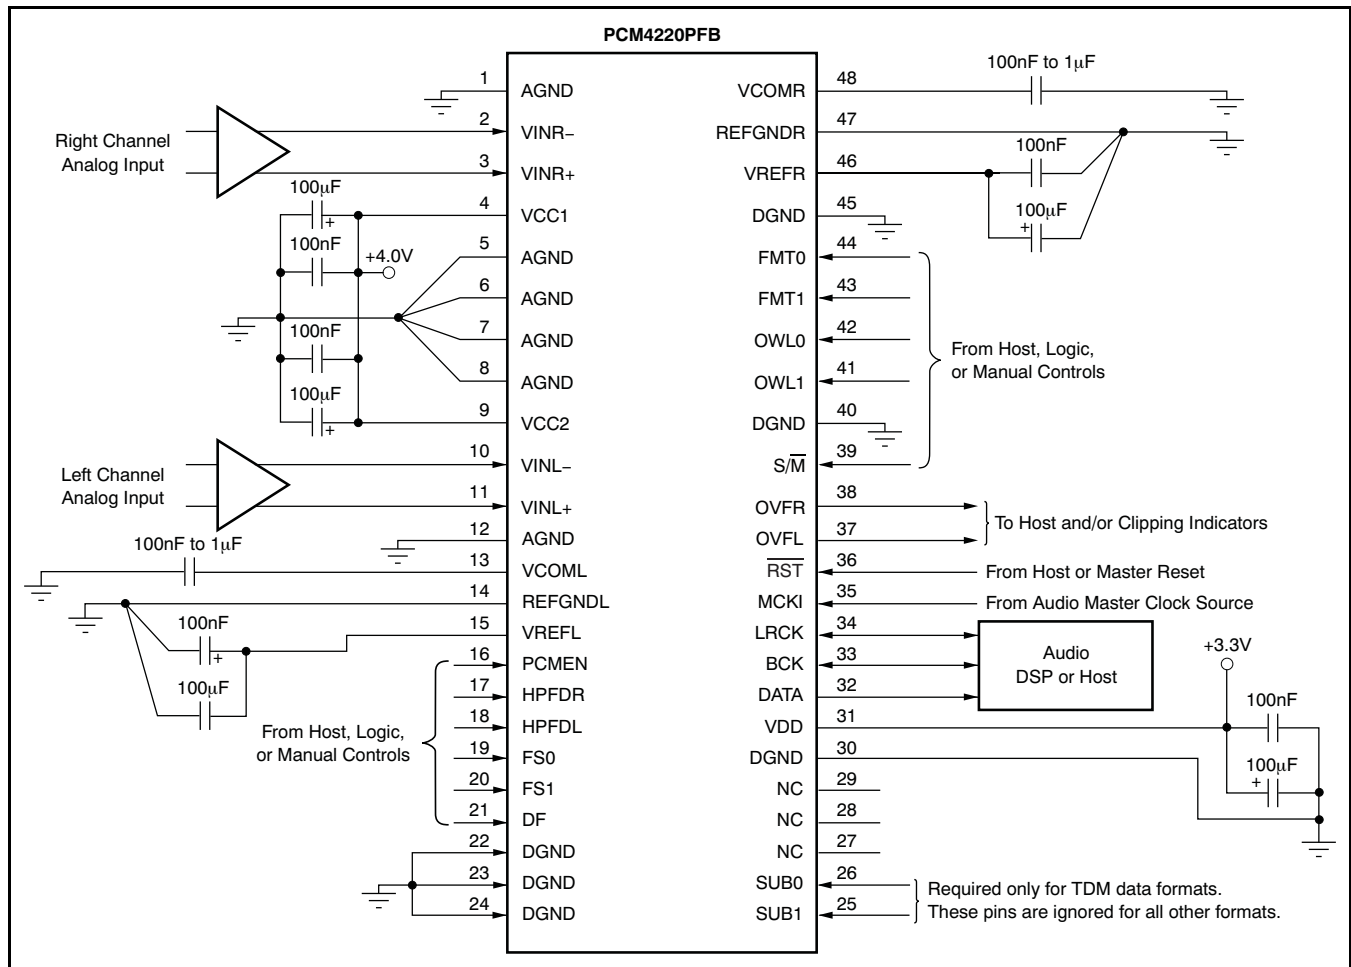 PCM4220PFB
Right Channel
Analog Input
Left Channel
Analog Input
100µF
+
100nF
+4.0V
100nF
100µF
+
100nF to 1µF
100nF
+
100µF
From Host, Logic,
or Manual Controls
1 AGND
2 VINR−
3 VINR+
4 VCC1
5 AGND
6 AGND
7 AGND
8 AGND
9 VCC2
10 VINL−
11 VINL+
12 AGND
13 VCOML
14 REFGNDL
15 VREFL
16 PCMEN
17 HPFDR
18 HPFDL
19 FS0
20 FS1
21 DF
22 DGND
23 DGND
24 DGND
VCOMR 48
REFGNDR 47
VREFR 46
DGND 45
FMT0 44
FMT1 43
OWL0 42
OWL1 41
DGND 40
S/M̅ 39
OVFR 38
OVFL 37
R̅S̅T̅ 36
MCKI 35
LRCK 34
BCK 33
DATA 32
VDD 31
DGND 30
NC 29
NC 28
NC 27
SUB0 26
SUB1 25
100nF to 1µF
100nF
100µF
+
From Host, Logic,
or Manual Controls
To Host and/or Clipping Indicators
From Host or Master Reset
From Audio Master Clock Source
Audio
DSP or Host
+3.3V
100nF
100µF
+
Required only for TDM data formats.
These pins are ignored for all other formats.